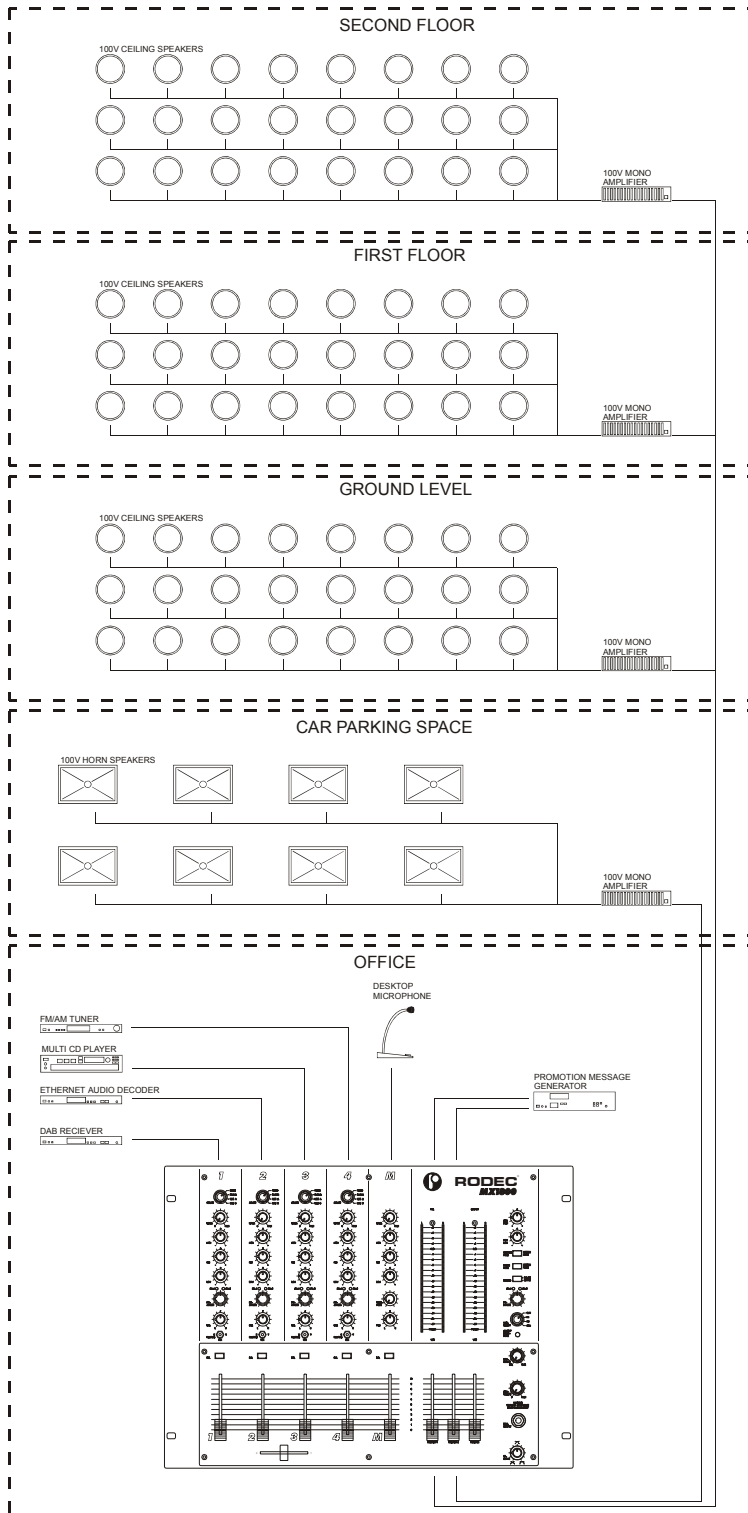 SECOND FLOOR
100V CEILING SPEAKERS
100V MONO
AMPLIFIER
FIRST FLOOR
100V CEILING SPEAKERS
100V MONO
AMPLIFIER
GROUND LEVEL
100V CEILING SPEAKERS
100V MONO
AMPLIFIER
CAR PARKING SPACE
100V HORN SPEAKERS
100V MONO
AMPLIFIER
OFFICE
DESKTOP
MICROPHONE
FM/AM TUNER
MULTI CD PLAYER
ETHERNET AUDIO DECODER
DAB RECIEVER
PROMOTION MESSAGE
GENERATOR
1 2 3 4 M
RODEC
1 2 3 4 M